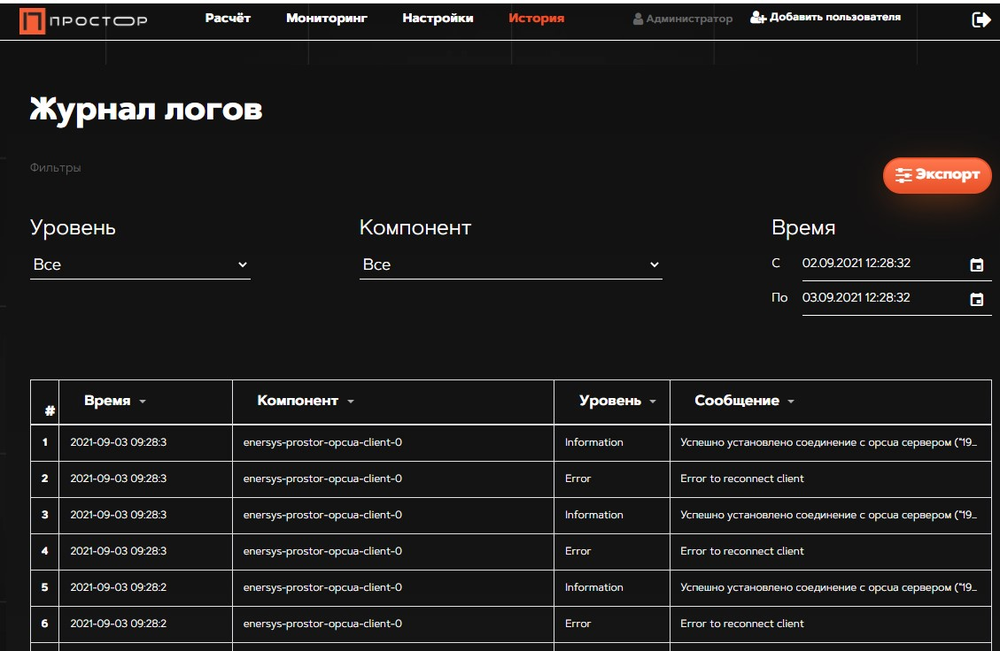 ПРОСТОР Расчёт Мониторинг Настройки История Администратор Добавить пользователя
Журнал логов
Фильтры
Экспорт
Уровень Компонент Время
Все Все С 02.09.2021 12:28:32
По 03.09.2021 12:28:32
# Время Компонент Уровень Сообщение
1 2021-09-03 09:28:3 enersys-prostor-opcua-client-0 Information Успешно установлено соединение с opcua сервером ("19...
2 2021-09-03 09:28:3 enersys-prostor-opcua-client-0 Error Error to reconnect client
3 2021-09-03 09:28:3 enersys-prostor-opcua-client-0 Information Успешно установлено соединение с opcua сервером ("19...
4 2021-09-03 09:28:3 enersys-prostor-opcua-client-0 Error Error to reconnect client
5 2021-09-03 09:28:2 enersys-prostor-opcua-client-0 Information Успешно установлено соединение с opcua сервером ("19...
6 2021-09-03 09:28:2 enersys-prostor-opcua-client-0 Error Error to reconnect client